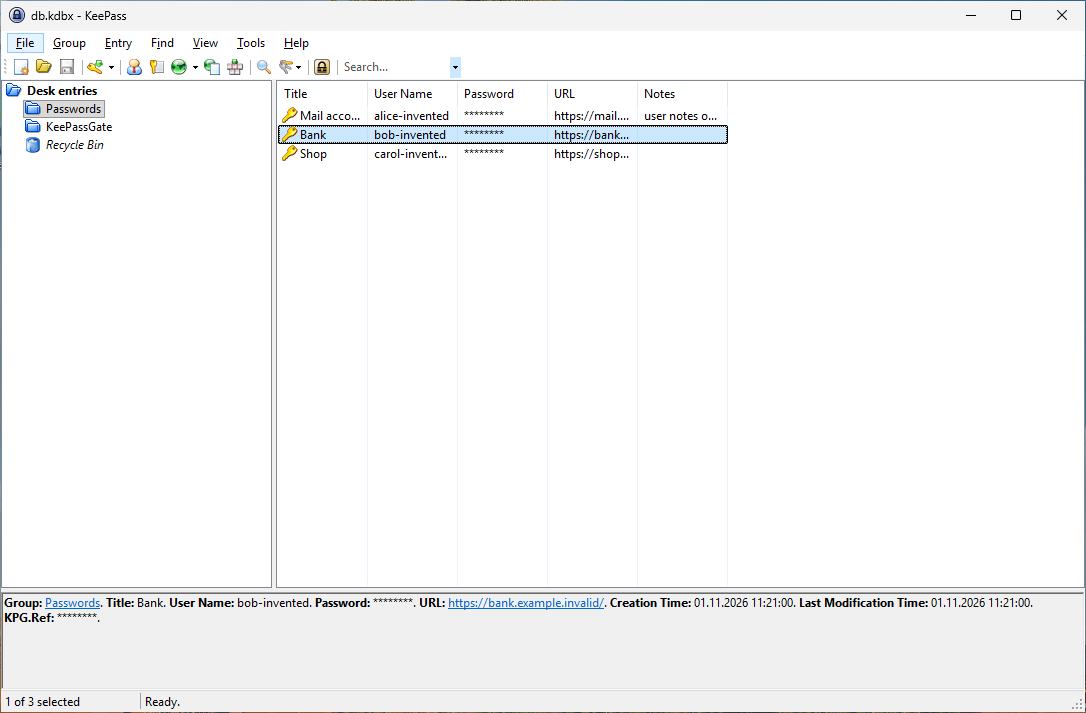 db.kdbx - KeePass
File Group Entry Find View Tools Help
Search...
Desk entries
Passwords
KeePassGate
Recycle Bin
Title User Name Password URL Notes
Mail acco... alice-invented ******** https://mail.... user notes o...
Bank bob-invented ******** https://bank...
Shop carol-invent... ******** https://shop...
Group: Passwords. Title: Bank. User Name: bob-invented. Password: ********. URL: https://bank.example.invalid/. Creation Time: 01.11.2026 11:21:00. Last Modification Time: 01.11.2026 11:21:00.
KPG.Ref: ********.
1 of 3 selected Ready.